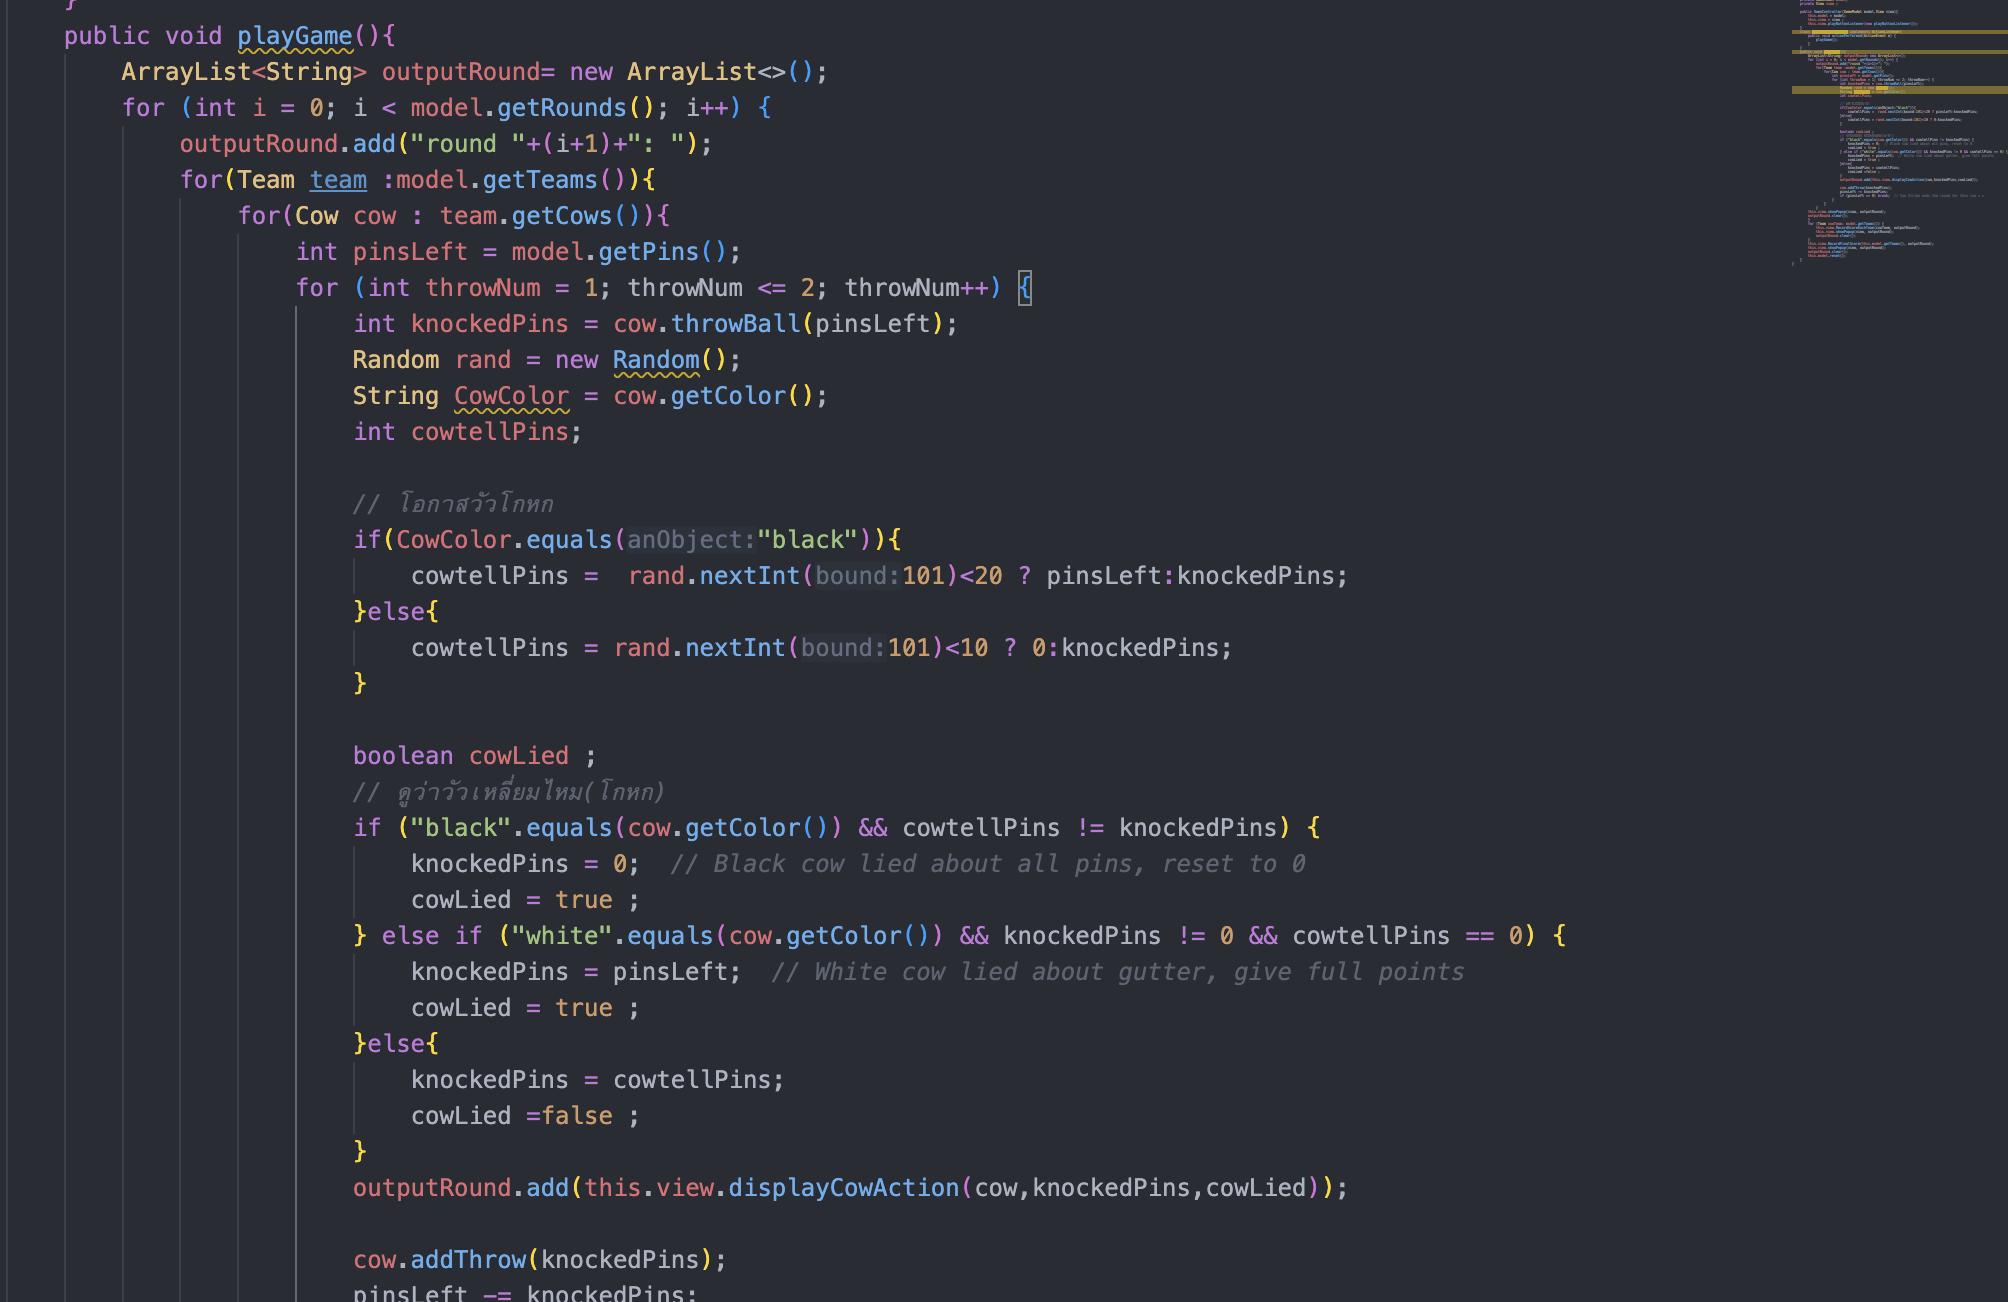 }
public void playGame(){
ArrayList<String> outputRound= new ArrayList<>();
for (int i = 0; i < model.getRounds(); i++) {
outputRound.add("round "+(i+1)+": ");
for(Team team :model.getTeams()){
for(Cow cow : team.getCows()){
int pinsLeft = model.getPins();
for (int throwNum = 1; throwNum <= 2; throwNum++) {
int knockedPins = cow.throwBall(pinsLeft);
Random rand = new Random();
String CowColor = cow.getColor();
int cowtellPins;
// โอกาสวัวโกหก
if(CowColor.equals(anObject:"black")){
cowtellPins =  rand.nextInt(bound:101)<20 ? pinsLeft:knockedPins;
}else{
cowtellPins = rand.nextInt(bound:101)<10 ? 0:knockedPins;
}
boolean cowLied ;
// ดูว่าวัวเหลี่ยมไหม(โกหก)
if ("black".equals(cow.getColor()) && cowtellPins != knockedPins) {
knockedPins = 0;  // Black cow lied about all pins, reset to 0
cowLied = true ;
} else if ("white".equals(cow.getColor()) && knockedPins != 0 && cowtellPins == 0) {
knockedPins = pinsLeft;  // White cow lied about gutter, give full points
cowLied = true ;
}else{
knockedPins = cowtellPins;
cowLied =false ;
}
outputRound.add(this.view.displayCowAction(cow,knockedPins,cowLied));
cow.addThrow(knockedPins);
pinsLeft -= knockedPins;